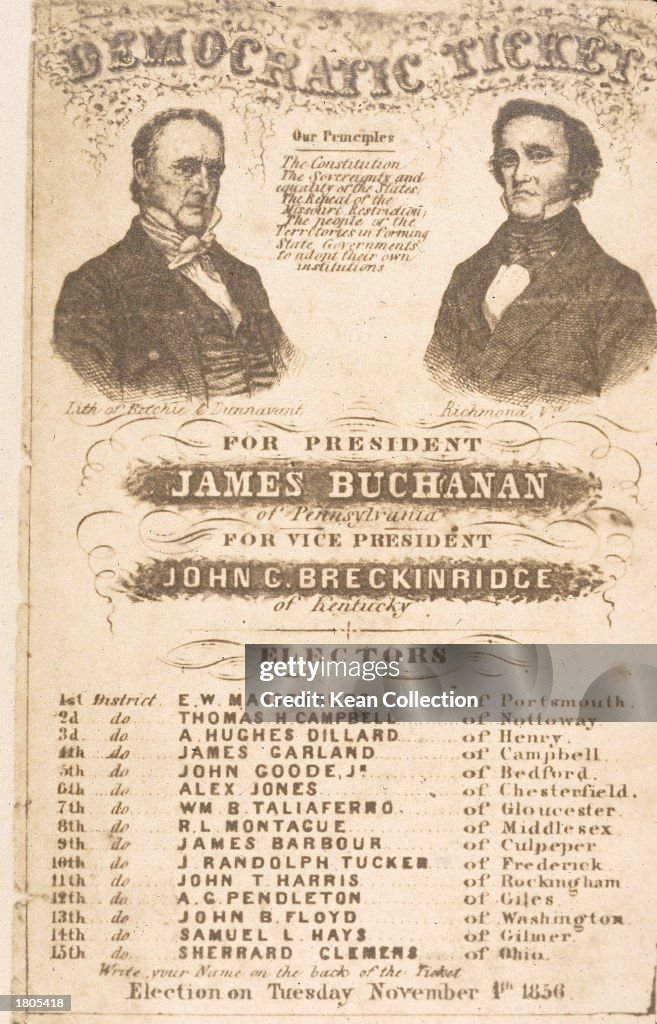 DEMOCRATIC TICKET
Our Principles
The Constitution
The Sovereignty and
equality of the States;
The Repeal of the
Missouri Restriction;
The people of the
Territories in forming
State Governments
to adopt their own
institutions
Lith of Ritchie & Dunnavant
Richmond, Va
FOR PRESIDENT
JAMES BUCHANAN
of Pennsylvania
FOR VICE PRESIDENT
JOHN C. BRECKINRIDGE
of Kentucky
ELECTORS
gettyimages
Kean Collection
1st District E.W. of Portsmouth.
2d do THOMAS H CAMPBELL of Nottoway.
3d do A. HUGHES DILLARD of Henry.
4th do JAMES GARLAND of Campbell.
5th do JOHN GOODE, Jr of Bedford.
6th do ALEX JONES of Chesterfield.
7th do WM B. TALIAFERRO of Gloucester.
8th do R.L. MONTAGUE of Middlesex
9th do JAMES BARBOUR of Culpeper.
10th do J. RANDOLPH TUCKER of Frederick.
11th do JOHN T. HARRIS of Rockingham
12th do A.G. PENDLETON of Giles.
13th do JOHN B. FLOYD of Washington
14th do SAMUEL L. HAYS of Gilmer.
15th do SHERRARD CLEMENS of Ohio.
Write your Name on the back of the Ticket
Election on Tuesday November 4th 1856.
1805418